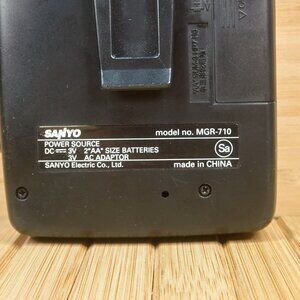 SANYO
model no. MGR-710
POWER SOURCE
DC 3V 2"AA" SIZE BATTERIES
3V AC ADAPTOR
Sa
SANYO Electric Co., Ltd.
made in CHINA